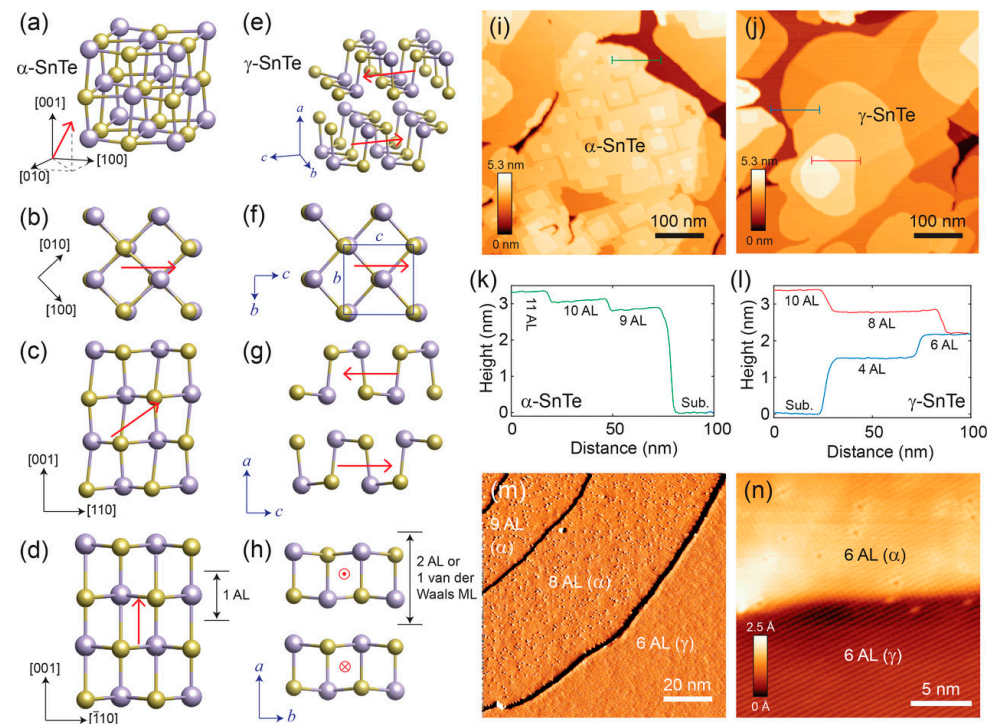 (a)
α-SnTe
[001]
[100]
[010]
(b)
[010]
[100]
(c)
[001]
[110]
(d)
1 AL
[001]
[1̄10]
(e)
γ-SnTe
a
c
b
(f)
c
b
c
b
(g)
a
c
(h)
2 AL or
1 van der
Waals ML
a
b
(i)
α-SnTe
5.3 nm
0 nm
100 nm
(j)
γ-SnTe
5.3 nm
0 nm
100 nm
(k)
Height (nm)
3
2
1
0
11 AL
10 AL
9 AL
Sub.
α-SnTe
0
50
100
Distance (nm)
(l)
Height (nm)
3
2
1
0
10 AL
8 AL
6 AL
4 AL
Sub.
γ-SnTe
0
50
100
Distance (nm)
(m)
9 AL
(α)
8 AL (α)
6 AL (γ)
20 nm
(n)
6 AL (α)
2.5 Å
0 Å
6 AL (γ)
5 nm